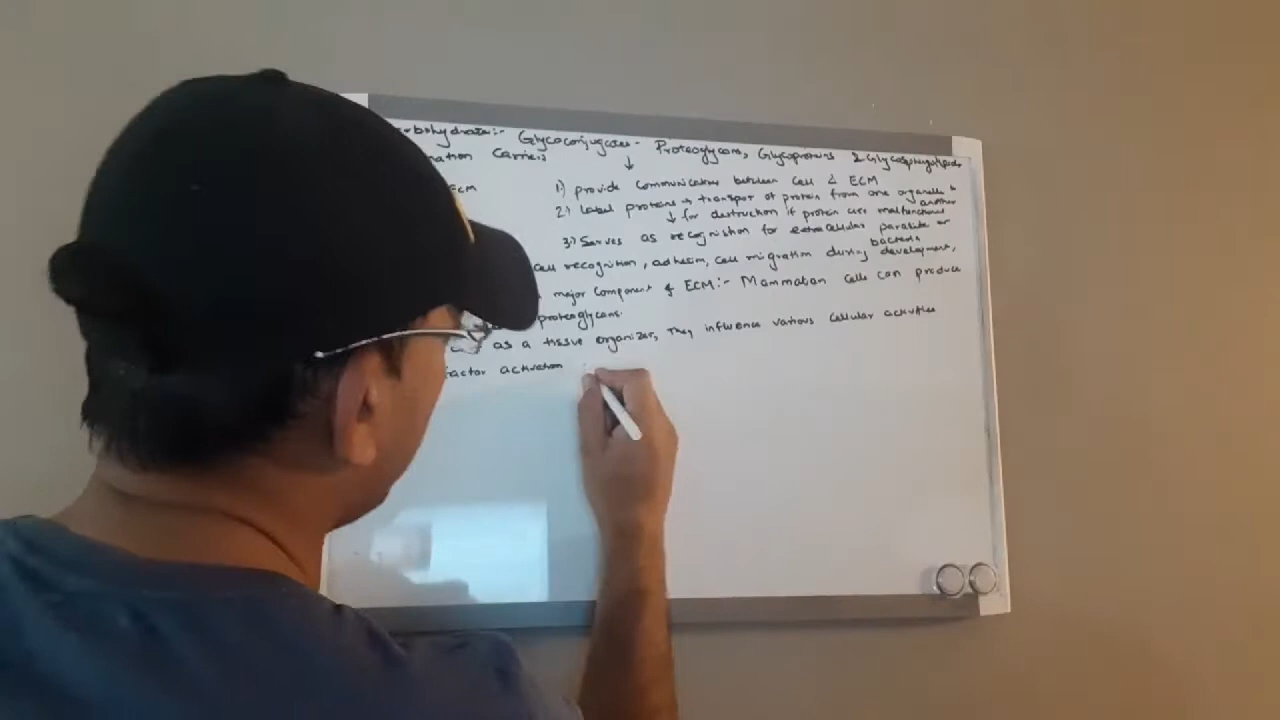 rbohydrate:- Glycoconjugates - Proteoglycans, Glycoproteins & Glycosphingolipids
mation Carriers ↓
ECM 1) provide Communication between Cell & ECM
2) Label proteins → transport of protein from one organelle to another
↓ for destruction if protein are malfunctional
3) Serves as recognition for extracellular parasite or bacteria
cell recognition, adhesion, cell migration during development,
major component of ECM:- Mammalian cells can produce
proteoglycans.
as a tissue organizer, They influence various cellular activities
factor activation